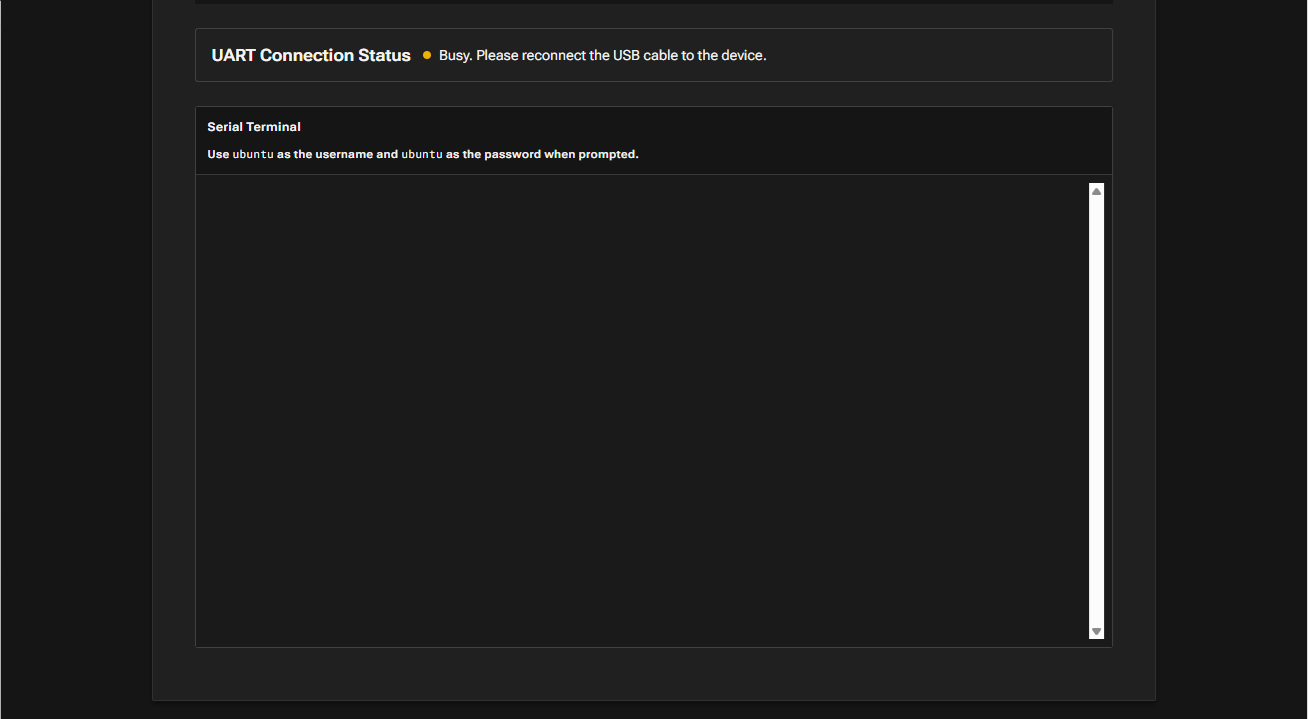 UART Connection Status Busy. Please reconnect the USB cable to the device.
Serial Terminal
Use ubuntu as the username and ubuntu as the password when prompted.